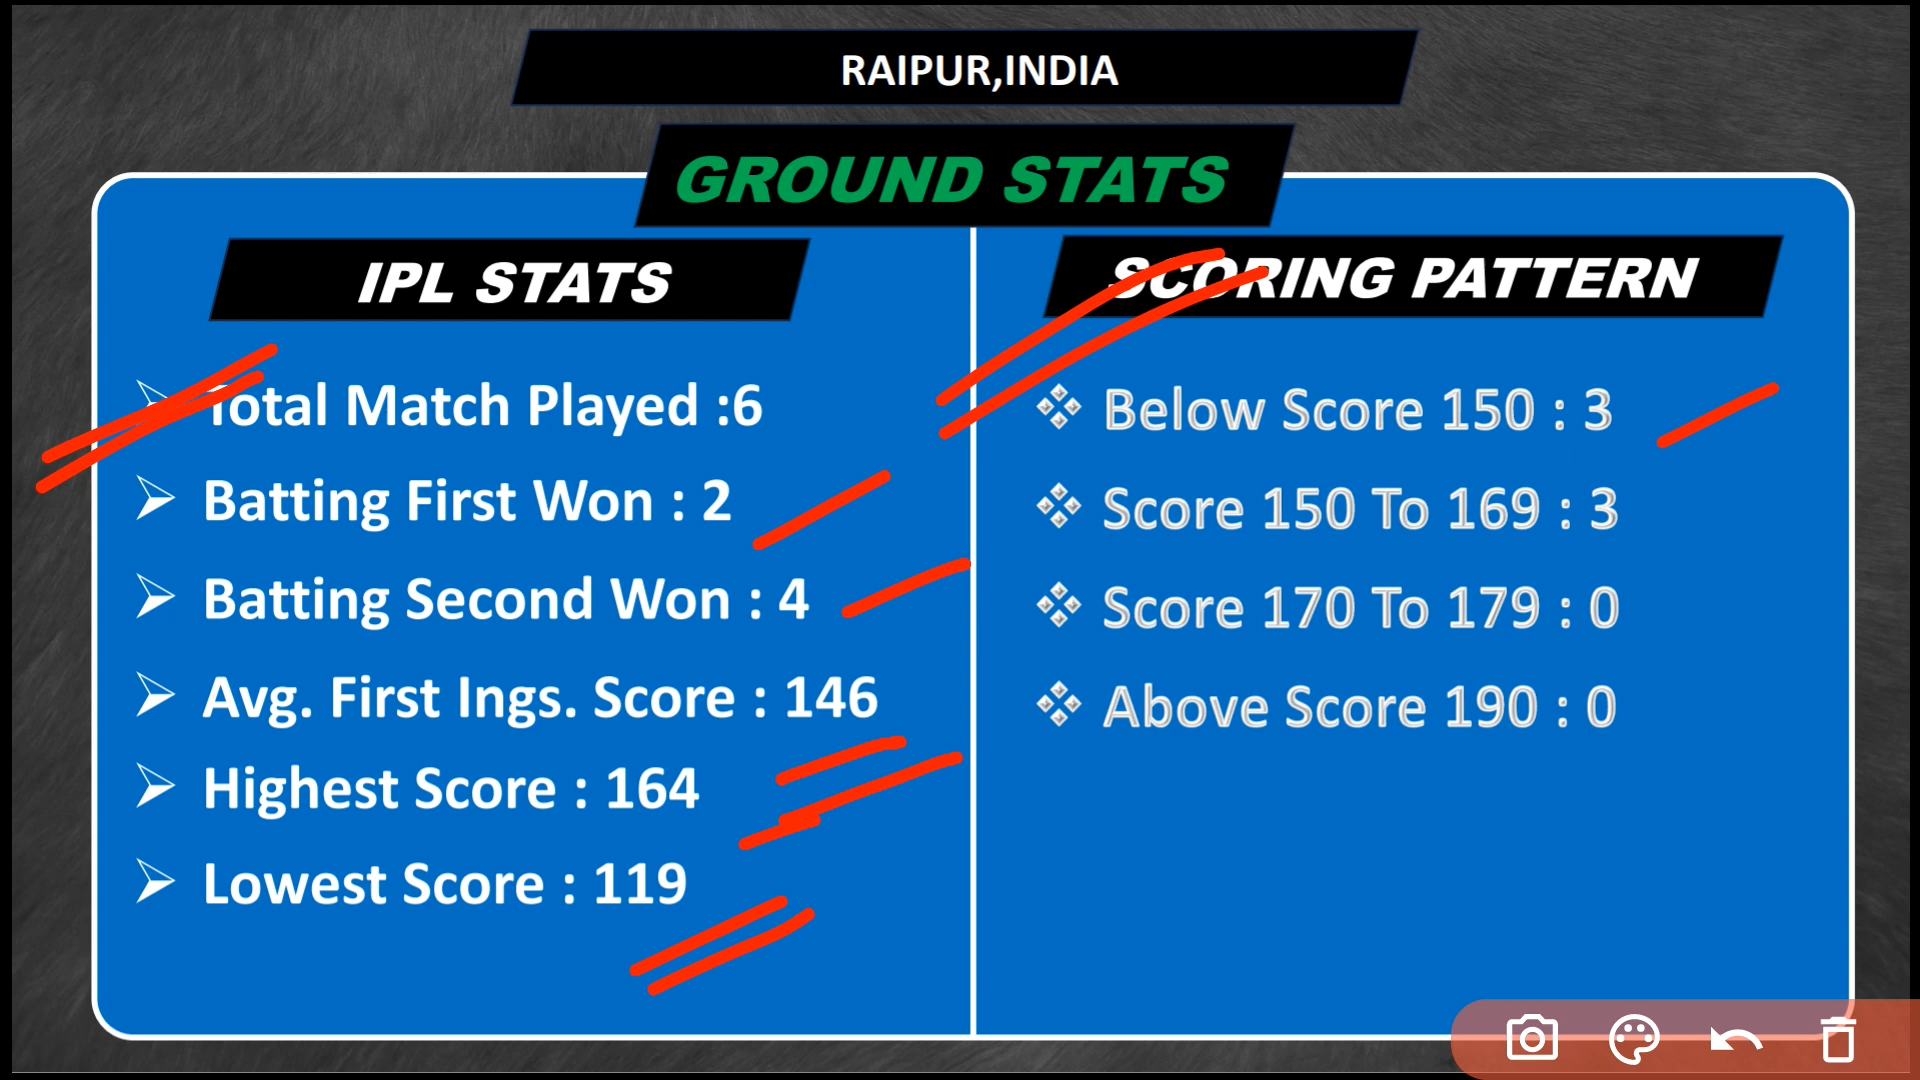 RAIPUR,INDIA
GROUND STATS
IPL STATS
Total Match Played :6
Batting First Won : 2
Batting Second Won : 4
Avg. First Ings. Score : 146
Highest Score : 164
Lowest Score : 119
SCORING PATTERN
Below Score 150 : 3
Score 150 To 169 : 3
Score 170 To 179 : 0
Above Score 190 : 0